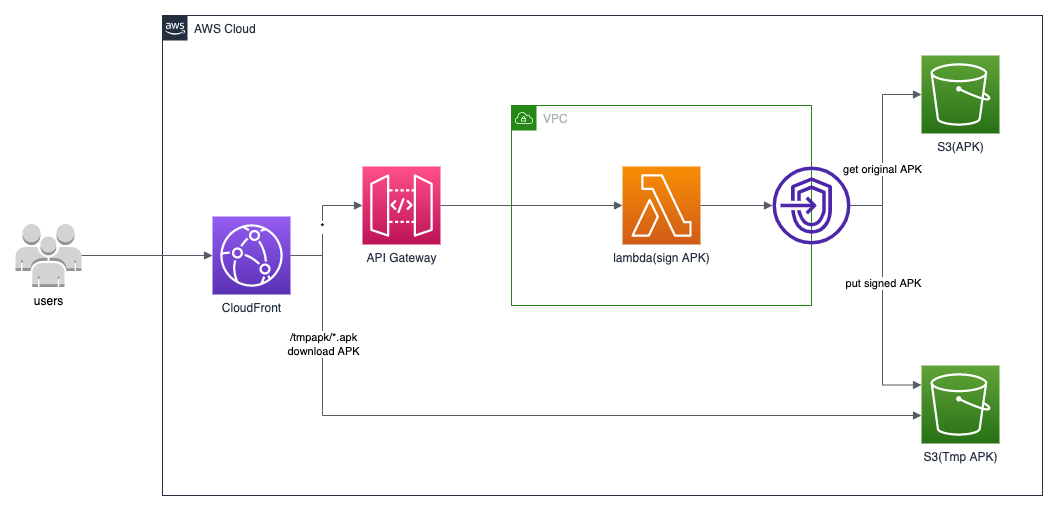 aws
AWS Cloud
VPC
S3(APK)
get original APK
*
API Gateway
lambda(sign APK)
users
CloudFront
put signed APK
/tmpapk/*.apk
download APK
S3(Tmp APK)